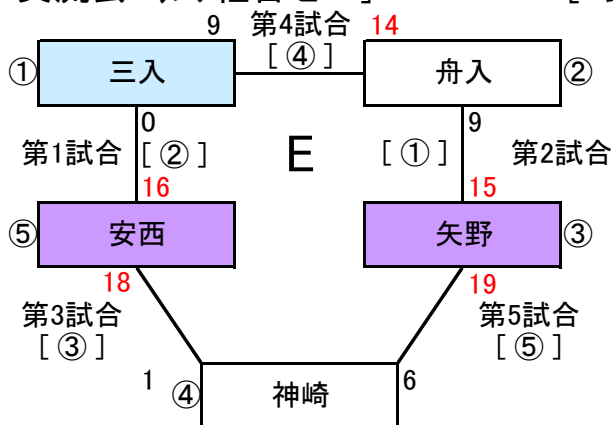 9 第4試合 14
① 三入 [ ④ ] 舟入 ②
0 9
第1試合 [ ② ] E [ ① ] 第2試合
16 15
⑤ 安西 矢野 ③
18 19
第3試合 第5試合
[ ③ ] [ ⑤ ]
1 ④ 神崎 6